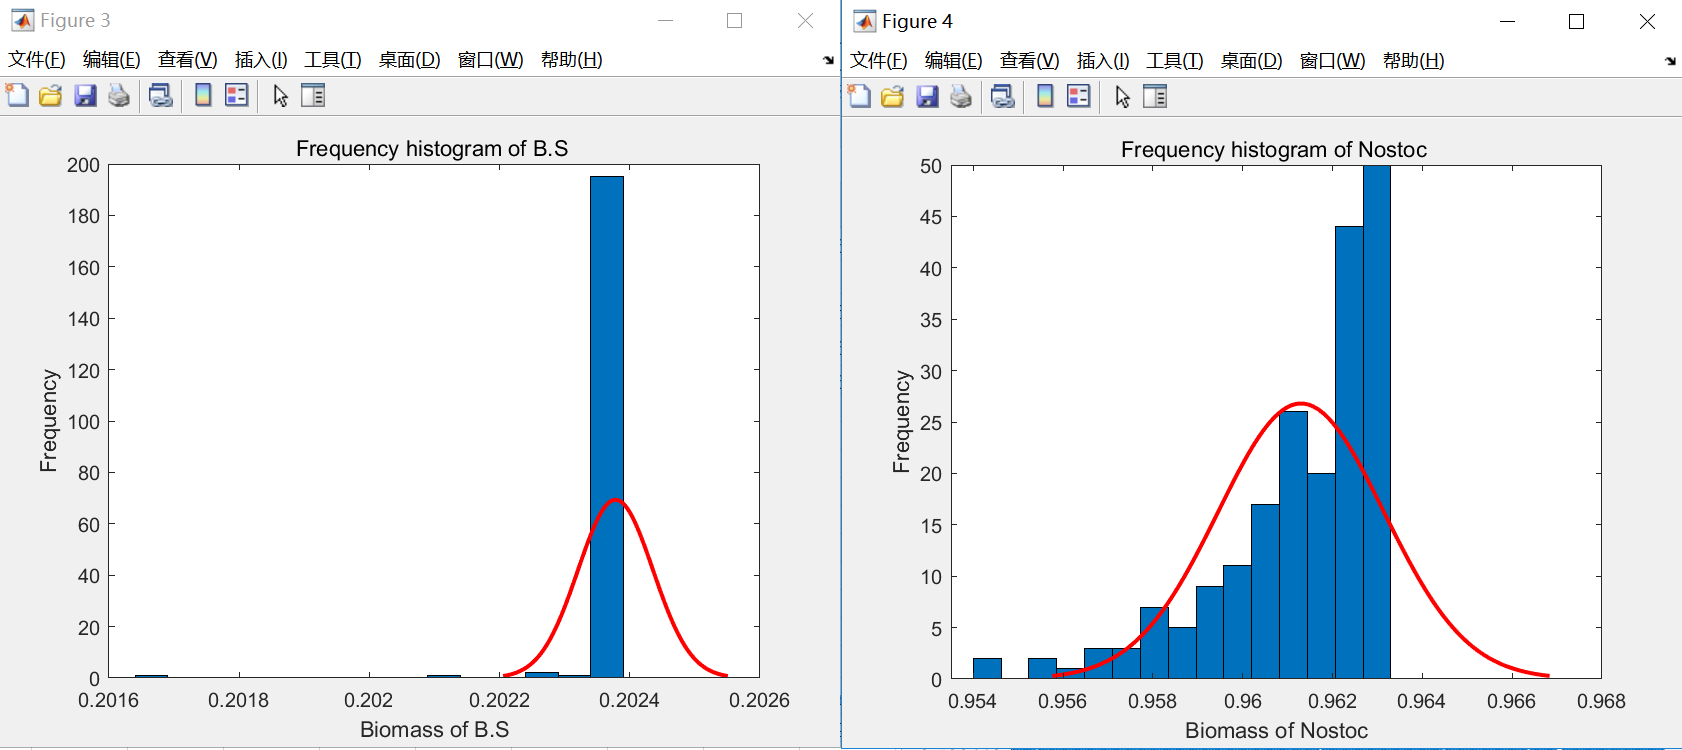 Figure 3
文件(F) 编辑(E) 查看(V) 插入(I) 工具(T) 桌面(D) 窗口(W) 帮助(H)
Frequency histogram of B.S
200
180
160
140
120
100
80
60
40
20
0
Frequency
0.2016 0.2018 0.202 0.2022 0.2024 0.2026
Biomass of B.S
Figure 4
文件(F) 编辑(E) 查看(V) 插入(I) 工具(T) 桌面(D) 窗口(W) 帮助(H)
Frequency histogram of Nostoc
50
45
40
35
30
25
20
15
10
5
0
Frequency
0.954 0.956 0.958 0.96 0.962 0.964 0.966 0.968
Biomass of Nostoc